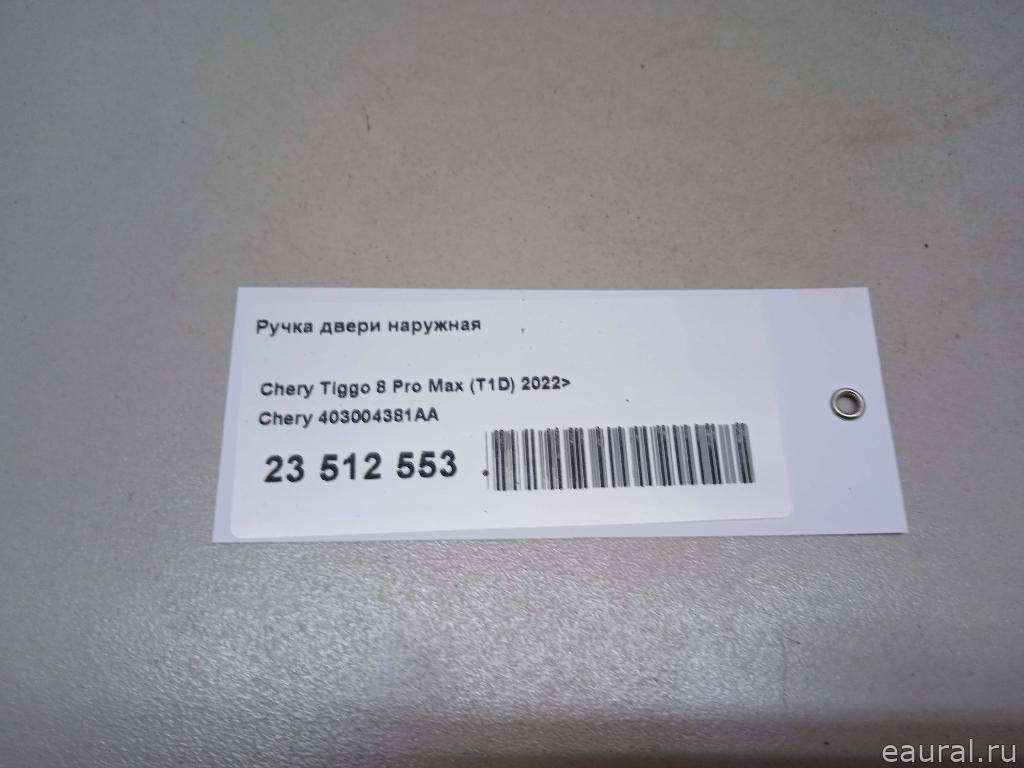 Ручка двери наружная
Chery Tiggo 8 Pro Max (T1D) 2022>
Chery 403004381AA
23 512 553
eaural.ru